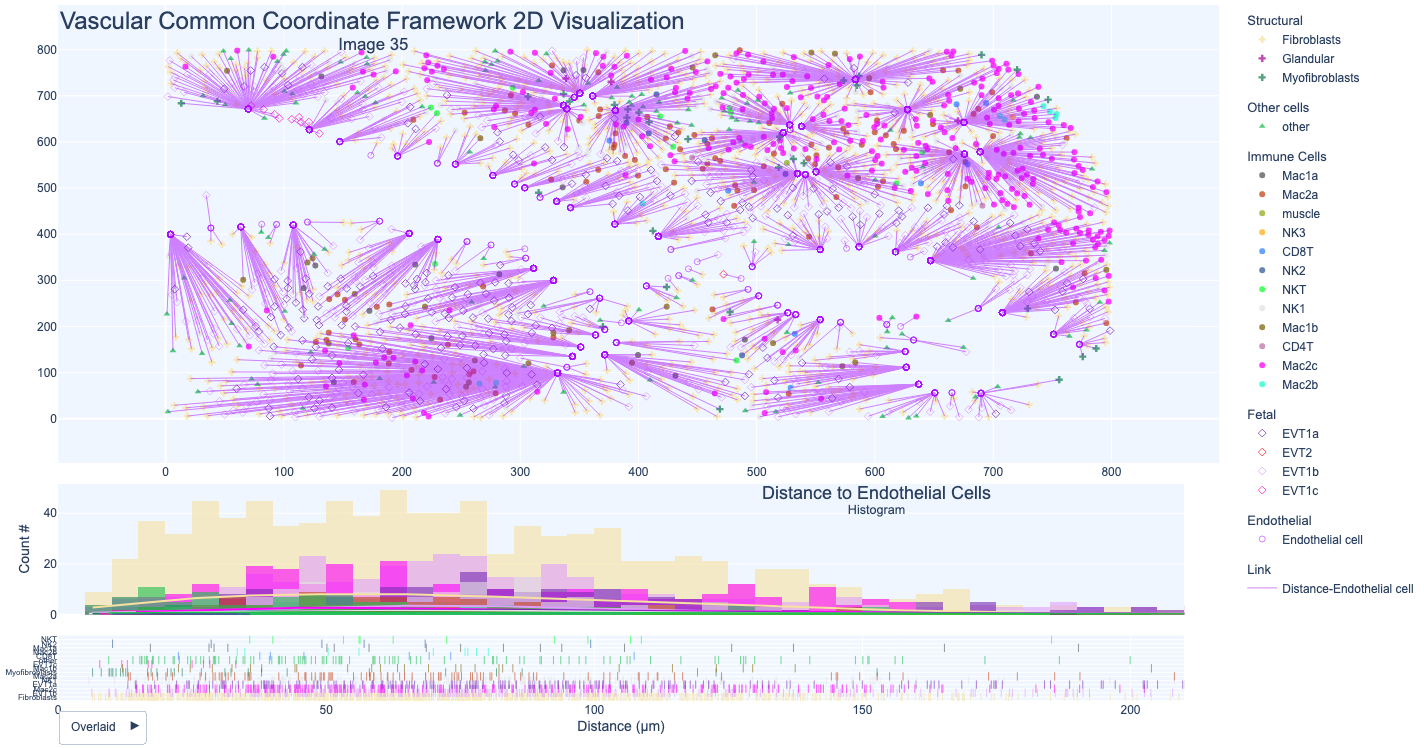 Vascular Common Coordinate Framework 2D Visualization
Image 35
800
700
600
500
400
300
200
100
0
0 100 200 300 400 500 600 700 800
Structural
Fibroblasts
Glandular
Myofibroblasts
Other cells
other
Immune Cells
Mac1a
Mac2a
muscle
NK3
CD8T
NK2
NKT
NK1
Mac1b
CD4T
Mac2c
Mac2b
Fetal
EVT1a
EVT2
EVT1b
EVT1c
Endothelial
Endothelial cell
Link
Distance-Endothelial cell
Distance to Endothelial Cells
Histogram
Count #
40
20
0
NKT
Myofibroblasts
Fibroblasts
0 50 100 150 200
Distance (μm)
Overlaid ▶